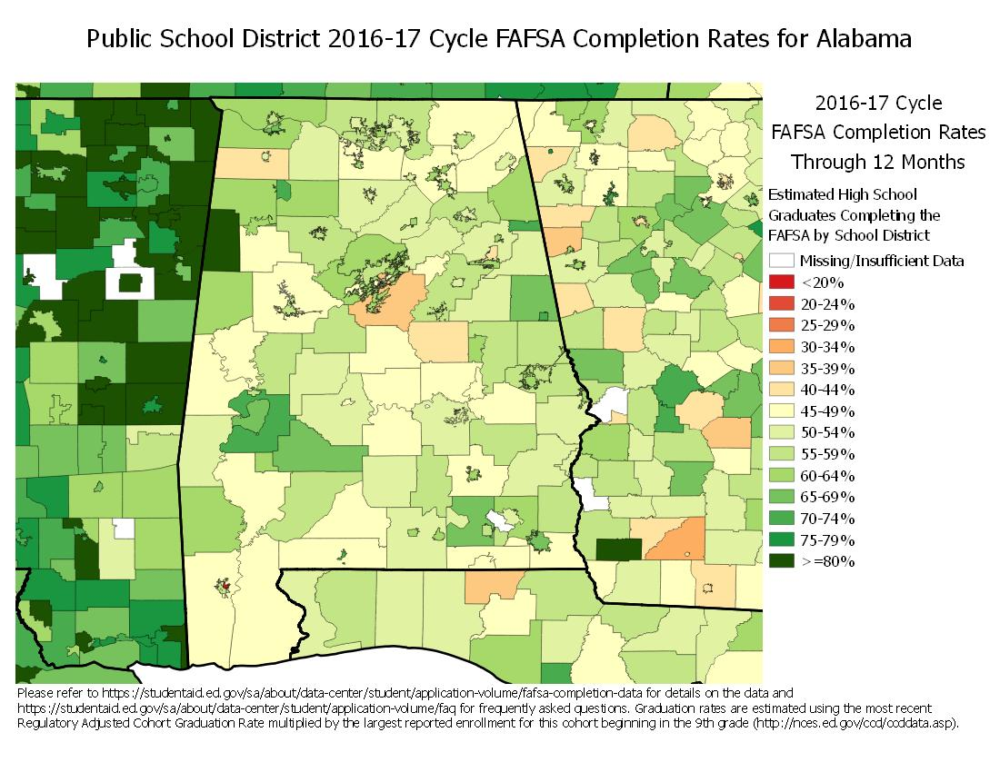 Public School District 2016-17 Cycle FAFSA Completion Rates for Alabama
2016-17 Cycle
FAFSA Completion Rates
Through 12 Months
Estimated High School
Graduates Completing the
FAFSA by School District
Missing/Insufficient Data
<20%
20-24%
25-29%
30-34%
35-39%
40-44%
45-49%
50-54%
55-59%
60-64%
65-69%
70-74%
75-79%
>=80%
Please refer to https://studentaid.ed.gov/sa/about/data-center/student/application-volume/fafsa-completion-data for details on the data and
https://studentaid.ed.gov/sa/about/data-center/student/application-volume/faq for frequently asked questions. Graduation rates are estimated using the most recent
Regulatory Adjusted Cohort Graduation Rate multiplied by the largest reported enrollment for this cohort beginning in the 9th grade (http://nces.ed.gov/ccd/ccddata.asp).